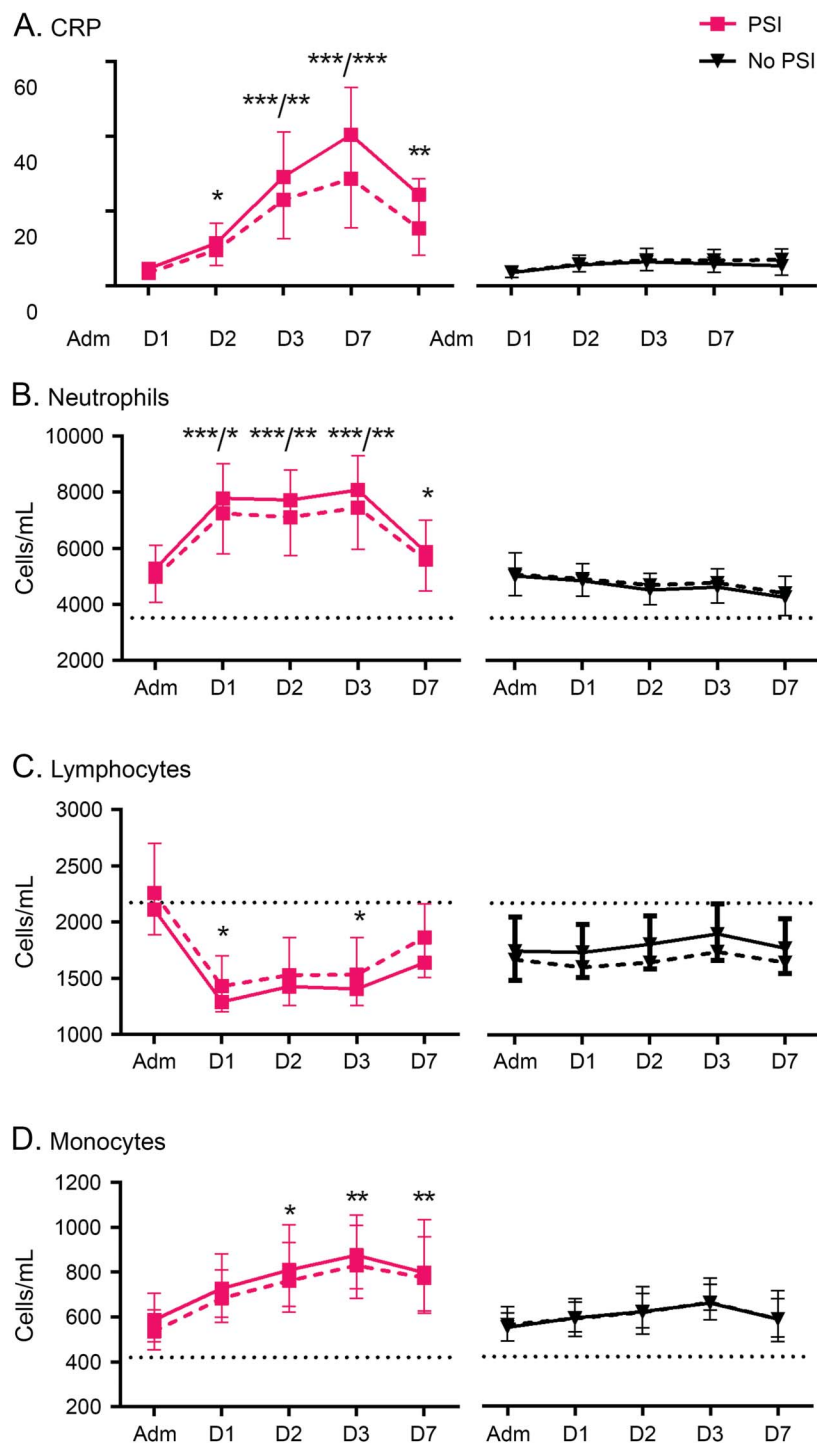 A. CRP
PSI
No PSI
***/***
***/**
**
*
60
40
20
0
Adm D1 D2 D3 D7 Adm D1 D2 D3 D7
B. Neutrophils
***/* ***/** ***/**
*
10000
8000
6000
4000
2000
Cells/mL
Adm D1 D2 D3 D7 Adm D1 D2 D3 D7
C. Lymphocytes
3000
2500
2000
1500
1000
Cells/mL
* *
Adm D1 D2 D3 D7 Adm D1 D2 D3 D7
D. Monocytes
1200
1000
800
600
400
200
Cells/mL
* ** **
Adm D1 D2 D3 D7 Adm D1 D2 D3 D7